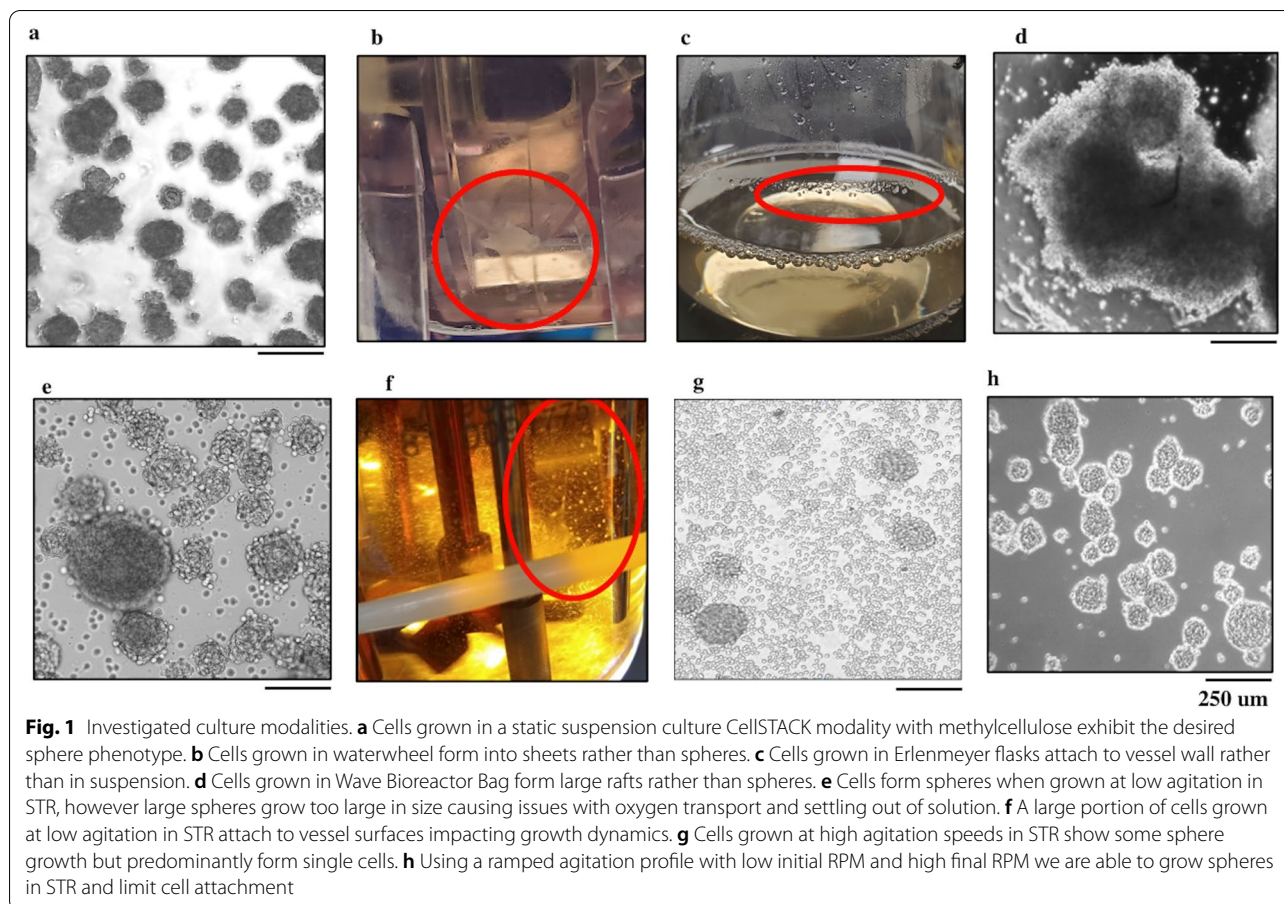 a
b
c
d
e
f
g
h
250 um
Fig. 1 Investigated culture modalities. a Cells grown in a static suspension culture CellSTACK modality with methylcellulose exhibit the desired
sphere phenotype. b Cells grown in waterwheel form into sheets rather than spheres. c Cells grown in Erlenmeyer flasks attach to vessel wall rather
than in suspension. d Cells grown in Wave Bioreactor Bag form large rafts rather than spheres. e Cells form spheres when grown at low agitation in
STR, however large spheres grow too large in size causing issues with oxygen transport and settling out of solution. f A large portion of cells grown
at low agitation in STR attach to vessel surfaces impacting growth dynamics. g Cells grown at high agitation speeds in STR show some sphere
growth but predominantly form single cells. h Using a ramped agitation profile with low initial RPM and high final RPM we are able to grow spheres
in STR and limit cell attachment